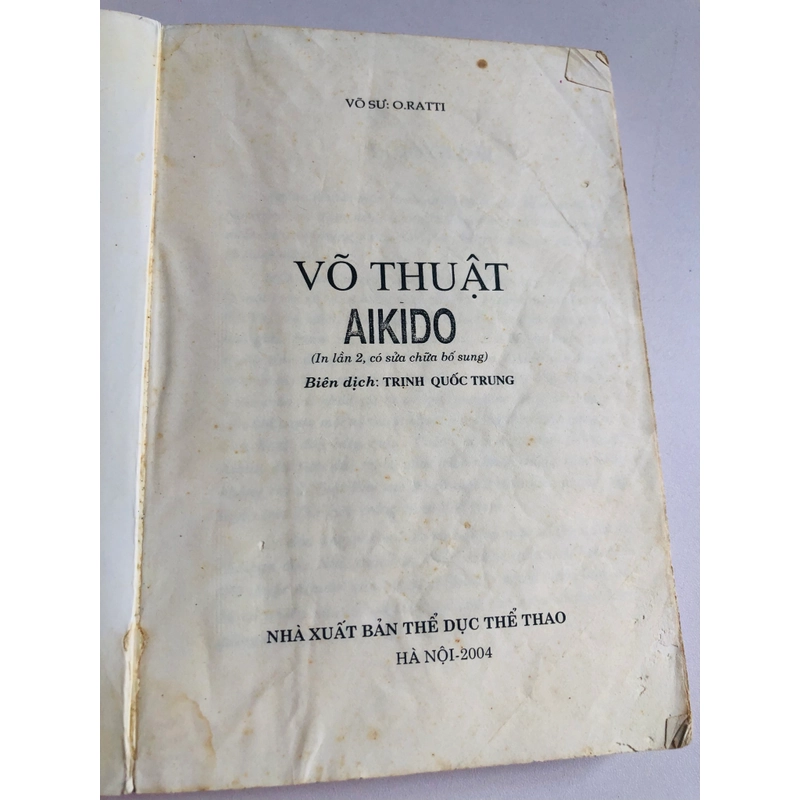 VÕ SƯ: O.RATTI
VÕ THUẬT
AIKIDO
(In lần 2, có sửa chữa bổ sung)
Biên dịch: TRỊNH QUỐC TRUNG
NHÀ XUẤT BẢN THỂ DỤC THỂ THAO
HÀ NỘI-2004